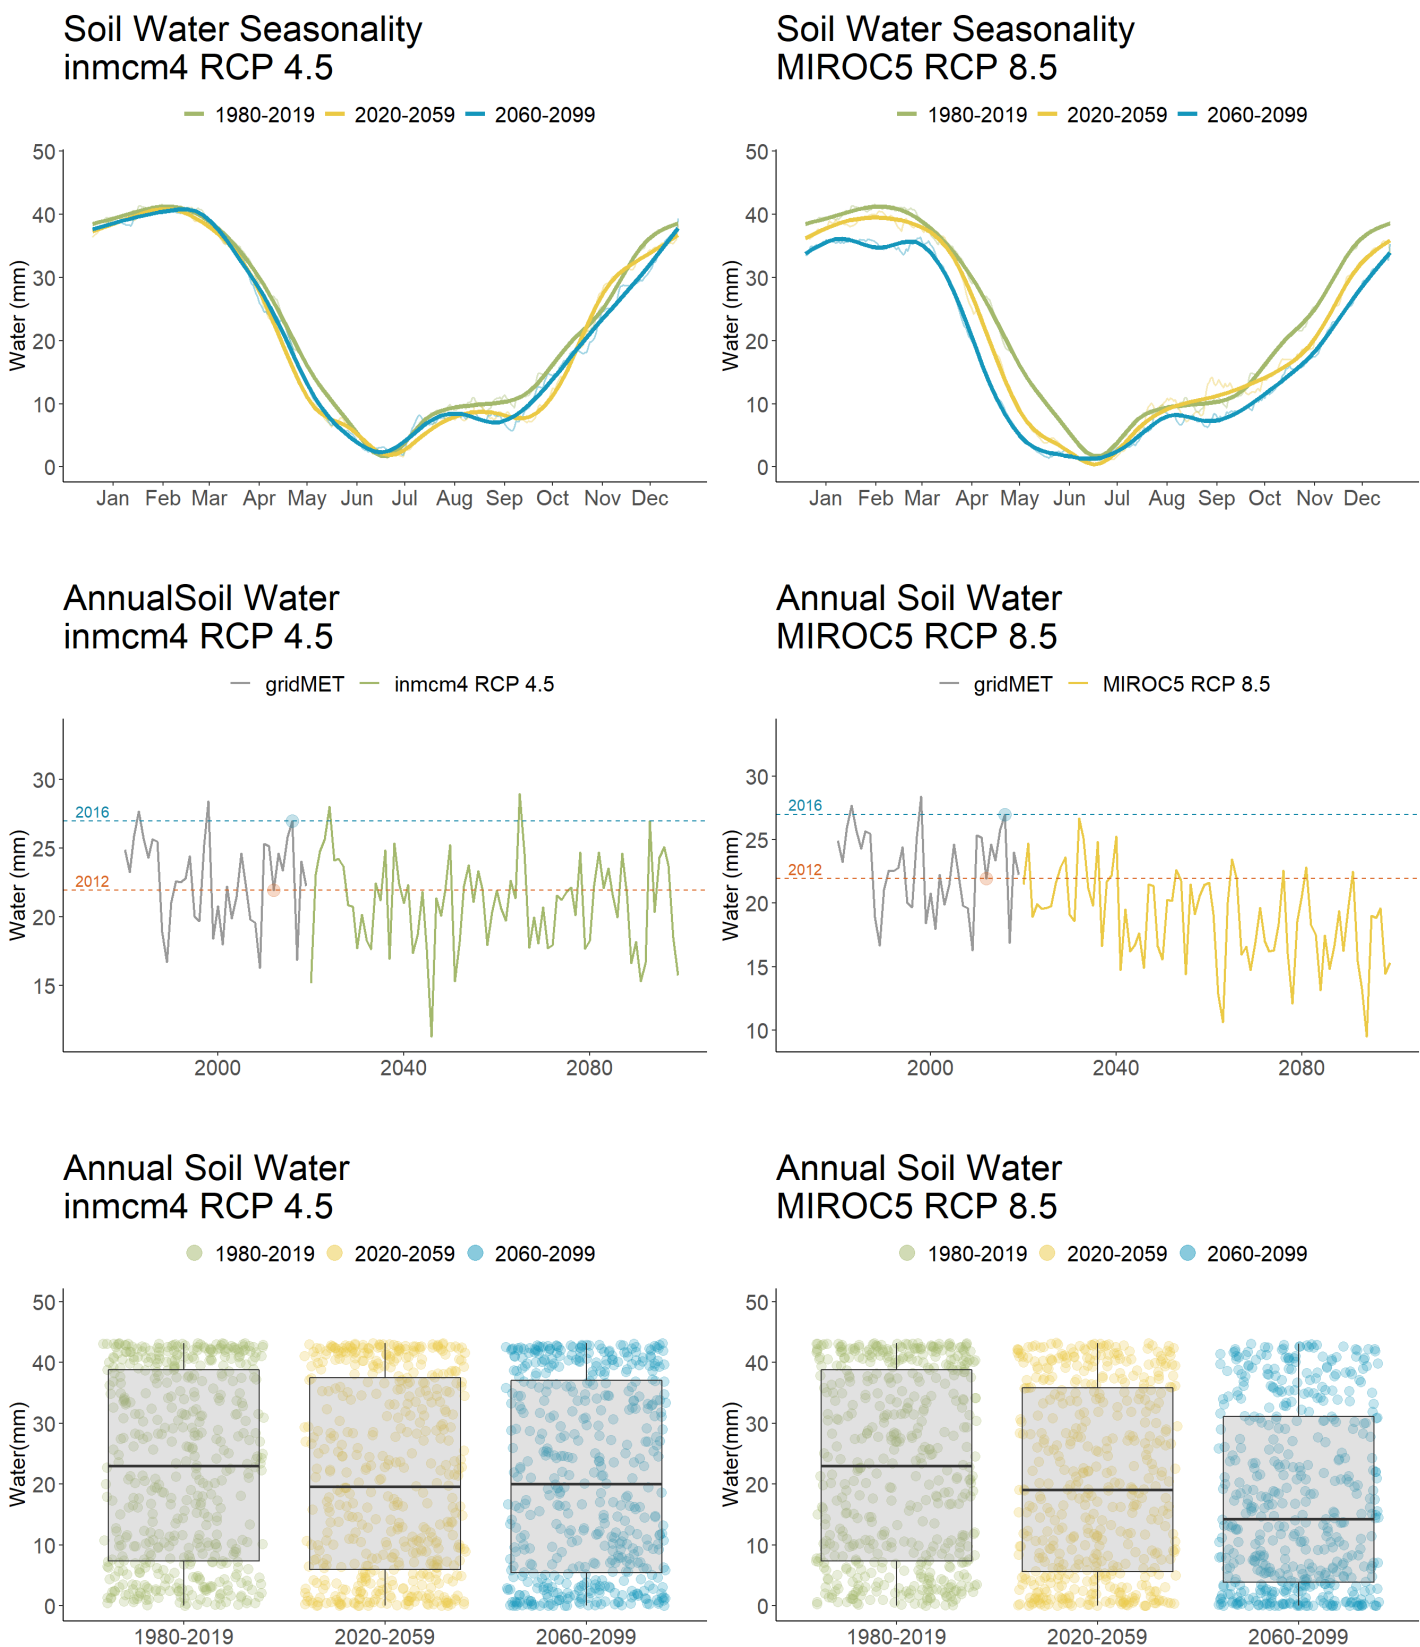 Soil Water Seasonality
inmcm4 RCP 4.5
1980-2019 2020-2059 2060-2099
Water (mm)
50
40
30
20
10
0
Jan Feb Mar Apr May Jun Jul Aug Sep Oct Nov Dec
Soil Water Seasonality
MIROC5 RCP 8.5
1980-2019 2020-2059 2060-2099
Water (mm)
50
40
30
20
10
0
Jan Feb Mar Apr May Jun Jul Aug Sep Oct Nov Dec
AnnualSoil Water
inmcm4 RCP 4.5
gridMET inmcm4 RCP 4.5
Water (mm)
30
25
20
15
2016
2012
2000 2040 2080
Annual Soil Water
MIROC5 RCP 8.5
gridMET MIROC5 RCP 8.5
Water (mm)
30
25
20
15
10
2016
2012
2000 2040 2080
Annual Soil Water
inmcm4 RCP 4.5
1980-2019 2020-2059 2060-2099
Water(mm)
50
40
30
20
10
0
1980-2019 2020-2059 2060-2099
Annual Soil Water
MIROC5 RCP 8.5
1980-2019 2020-2059 2060-2099
Water(mm)
50
40
30
20
10
0
1980-2019 2020-2059 2060-2099